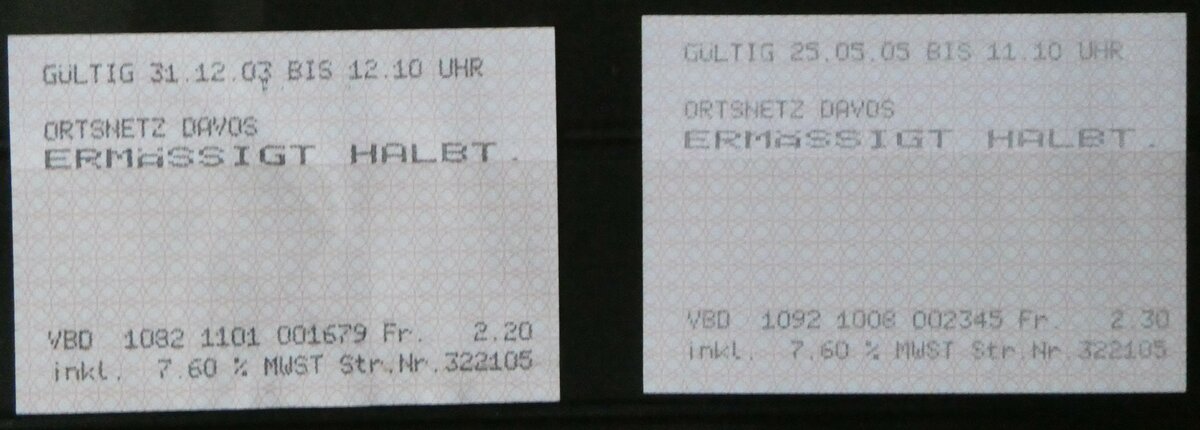 GÜLTIG 31.12.03 BIS 12.10 UHR
ORTSNETZ DAVOS
ERMÄSSIGT HALBT.
VBD 1082 1101 001679 Fr. 2.20
inkl. 7.60 % MWST Str.Nr.322105
GÜLTIG 25.05.05 BIS 11.10 UHR
ORTSNETZ DAVOS
ERMÄSSIGT HALBT.
VBD 1092 1008 002345 Fr. 2.30
inkl. 7.60 % MWST Str.Nr.322105